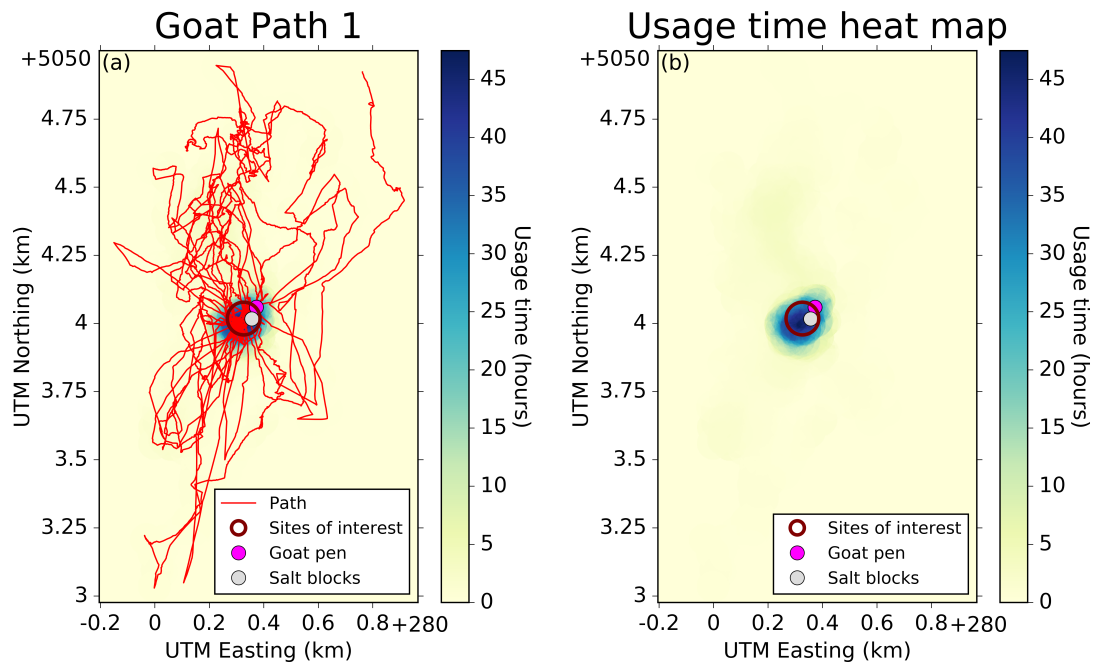 Goat Path 1
+5050
(a)
4.75
4.5
4.25
4
3.75
3.5
3.25
3
UTM Northing (km)
-0.2 0 0.2 0.4 0.6 0.8 +280
UTM Easting (km)
Path
Sites of interest
Goat pen
Salt blocks
45
40
35
30
25
20
15
10
5
0
Usage time (hours)
Usage time heat map
+5050
(b)
4.75
4.5
4.25
4
3.75
3.5
3.25
3
UTM Northing (km)
-0.2 0 0.2 0.4 0.6 0.8 +280
UTM Easting (km)
Sites of interest
Goat pen
Salt blocks
45
40
35
30
25
20
15
10
5
0
Usage time (hours)